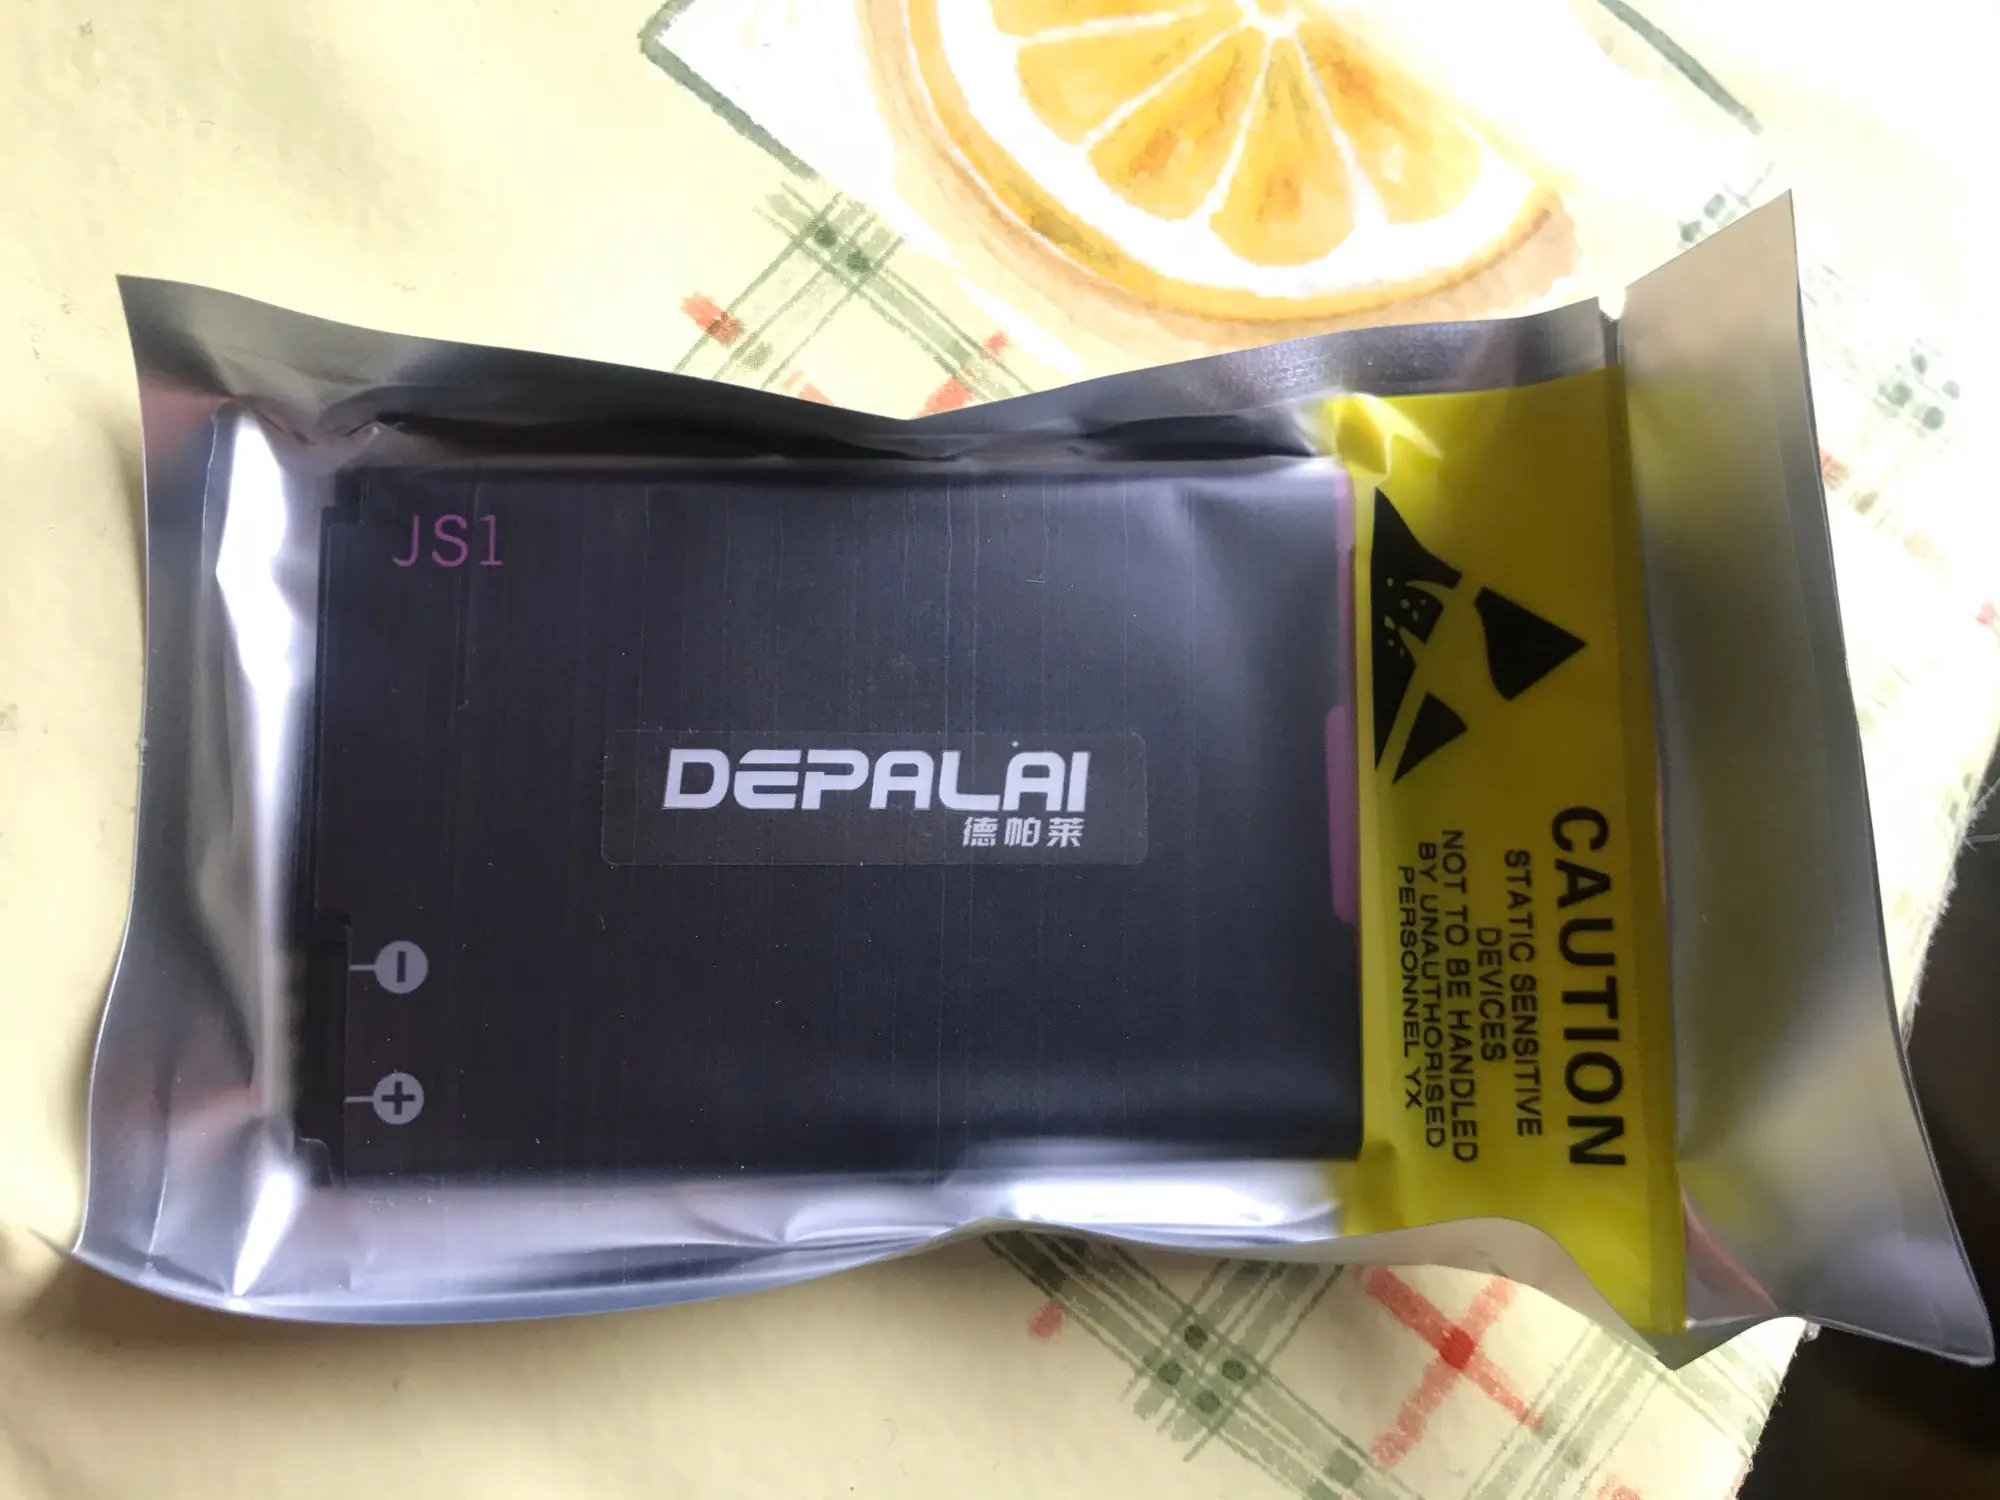 JS1
DEPALAI
德帕莱
−
+
CAUTION
STATIC SENSITIVE
DEVICES
NOT TO BE HANDLED
BY UNAUTHORISED
PERSONNEL YX